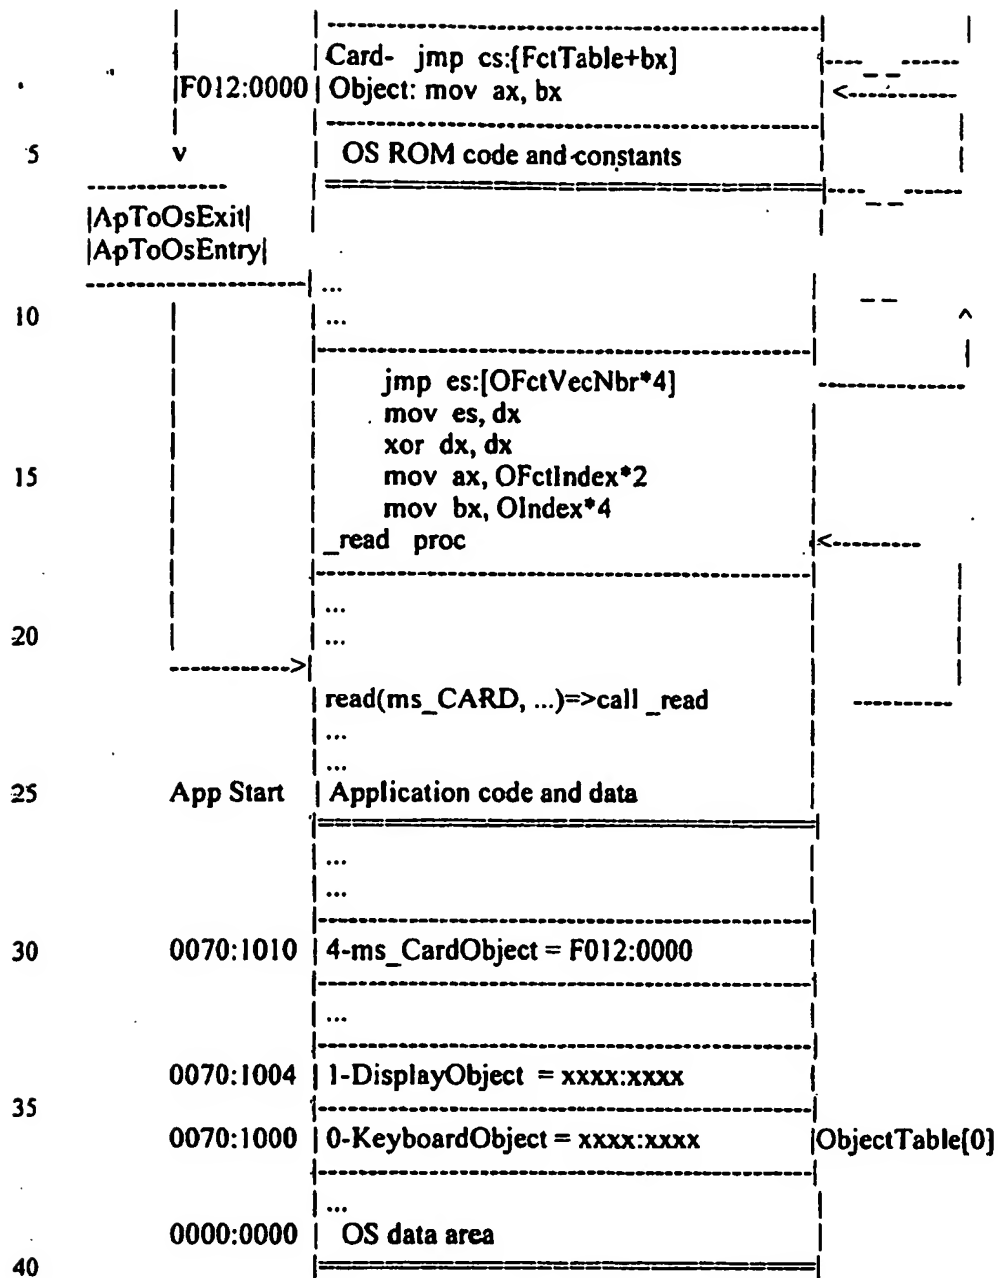 Card- jmp cs:[FctTable+bx]
F012:0000 Object: mov ax, bx
5 v OS ROM code and constants
|ApToOsExit|
|ApToOsEntry|
...
10 ...
jmp es:[OFctVecNbr*4]
mov es, dx
xor dx, dx
15 mov ax, OFctIndex*2
mov bx, OIndex*4
_read proc
...
20 ...
read(ms_CARD, ...)=>call _read
...
...
25 App Start Application code and data
...
...
30 0070:1010 4-ms_CardObject = F012:0000
...
0070:1004 1-DisplayObject = xxxx:xxxx
35
0070:1000 0-KeyboardObject = xxxx:xxxx ObjectTable[0]
...
0000:0000 OS data area
40